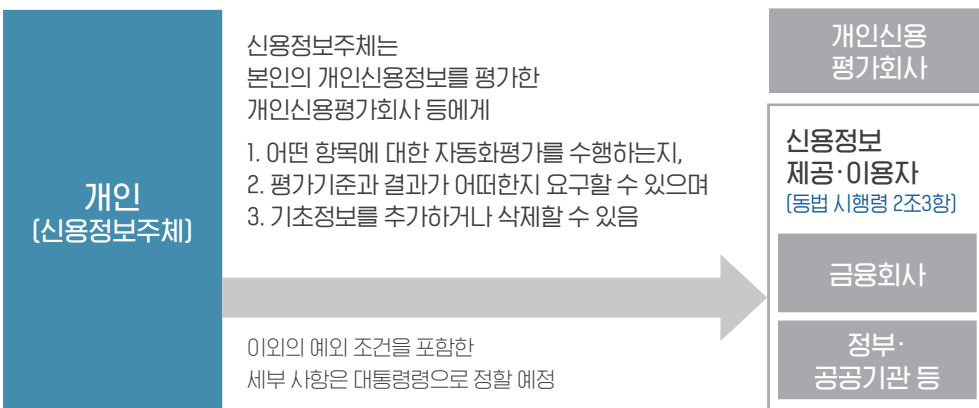 개인
(신용정보주체)
신용정보주체는
본인의 개인신용정보를 평가한
개인신용평가회사 등에게
1. 어떤 항목에 대한 자동화평가를 수행하는지,
2. 평가기준과 결과가 어떠한지 요구할 수 있으며
3. 기초정보를 추가하거나 삭제할 수 있음
이외의 예외 조건을 포함한
세부 사항은 대통령령으로 정할 예정
개인신용
평가회사
신용정보
제공·이용자
(동법 시행령 2조3항)
금융회사
정부·
공공기관 등